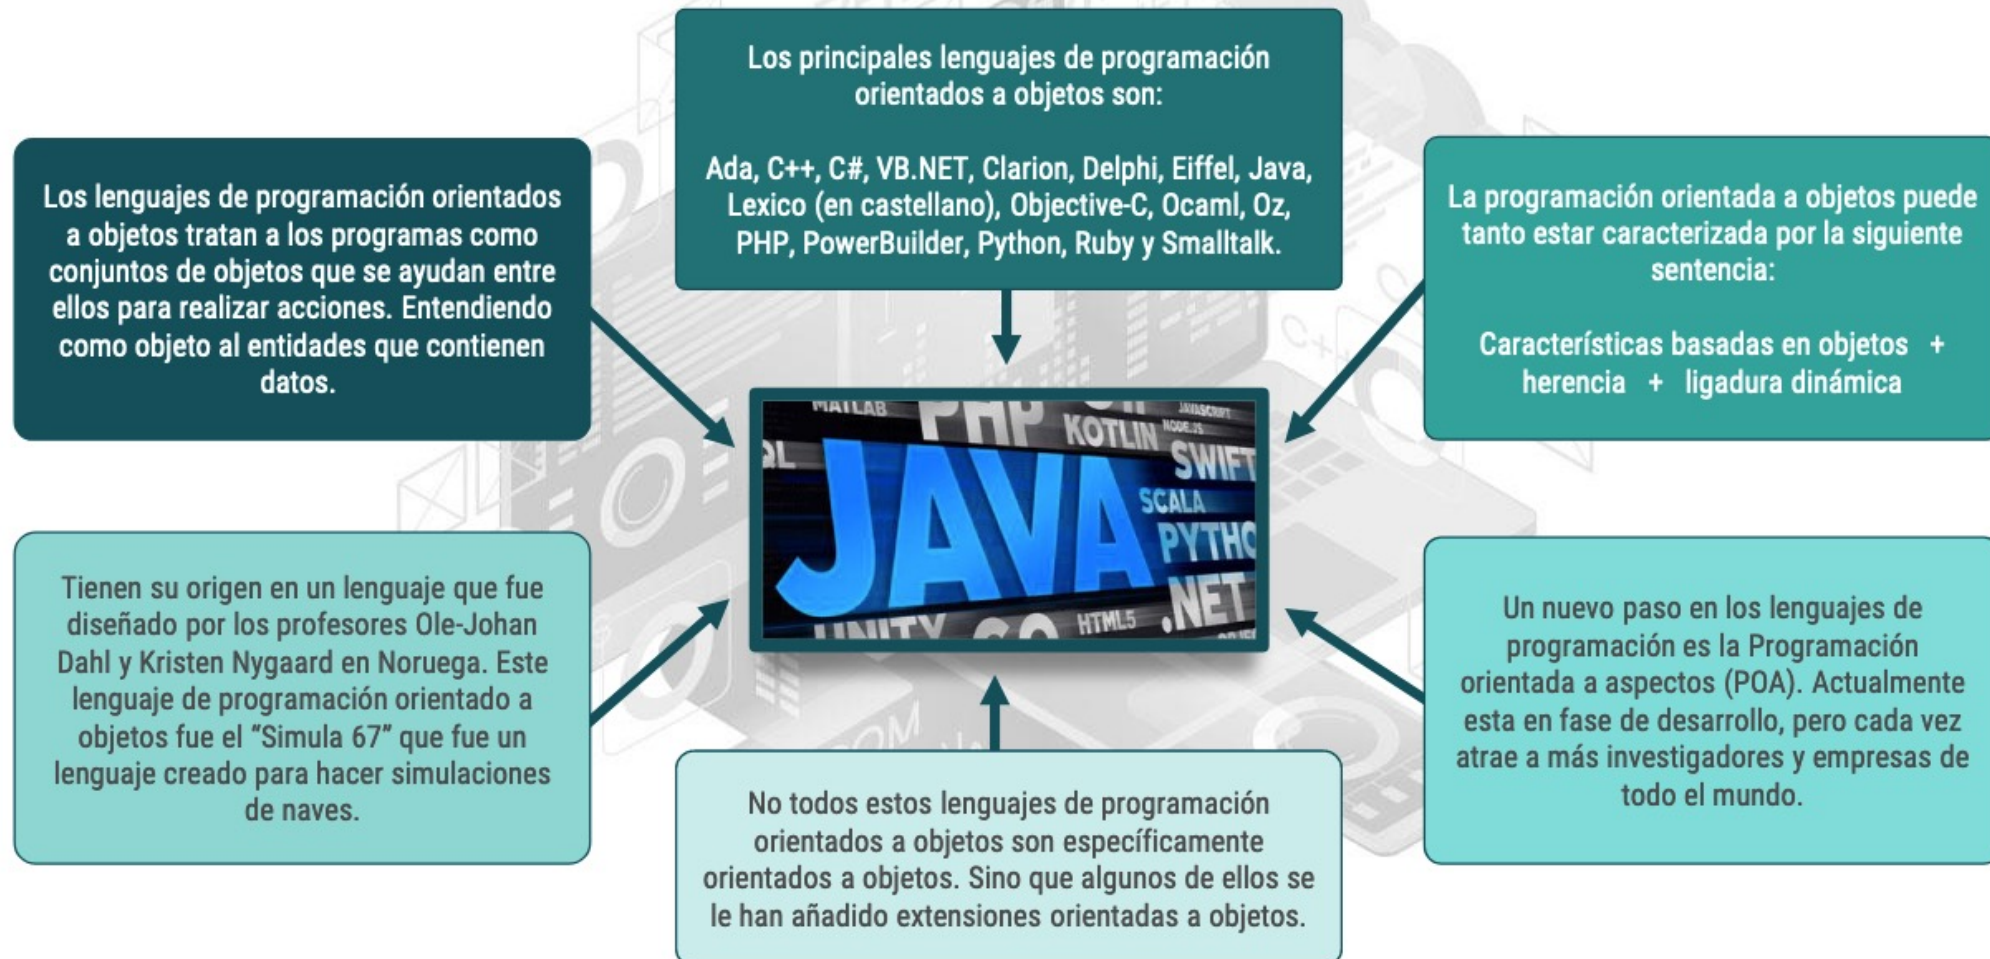 Los principales lenguajes de programación
orientados a objetos son:
Ada, C++, C#, VB.NET, Clarion, Delphi, Eiffel, Java,
Lexico (en castellano), Objective-C, Ocaml, Oz,
PHP, PowerBuilder, Python, Ruby y Smalltalk.
Los lenguajes de programación orientados
a objetos tratan a los programas como
conjuntos de objetos que se ayudan entre
ellos para realizar acciones. Entendiendo
como objeto al entidades que contienen
datos.
La programación orientada a objetos puede
tanto estar caracterizada por la siguiente
sentencia:
Características basadas en objetos +
herencia + ligadura dinámica
C++
MATLAB
PHP
JAVASCRIPT
KOTLIN
NODE.JS
SWIFT
JAVA
SCALA
PYTHO
.NET
UNITY
GO
HTML5
Tienen su origen en un lenguaje que fue
diseñado por los profesores Ole-Johan
Dahl y Kristen Nygaard en Noruega. Este
lenguaje de programación orientado a
objetos fue el “Simula 67” que fue un
lenguaje creado para hacer simulaciones
de naves.
Un nuevo paso en los lenguajes de
programación es la Programación
orientada a aspectos (POA). Actualmente
esta en fase de desarrollo, pero cada vez
atrae a más investigadores y empresas de
todo el mundo.
No todos estos lenguajes de programación
orientados a objetos son específicamente
orientados a objetos. Sino que algunos de ellos se
le han añadido extensiones orientadas a objetos.